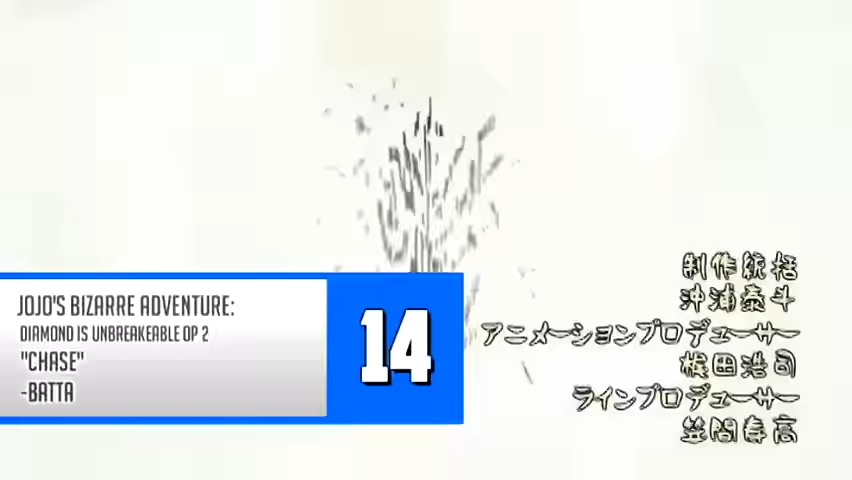 JOJO'S BIZARRE ADVENTURE:
DIAMOND IS UNBREAKEABLE OP 2
"CHASE"
-BATTA
14
制作統括
沖浦泰斗
アニメーションプロデューサー
梶田浩司
ラインプロデューサー
笠間寿高